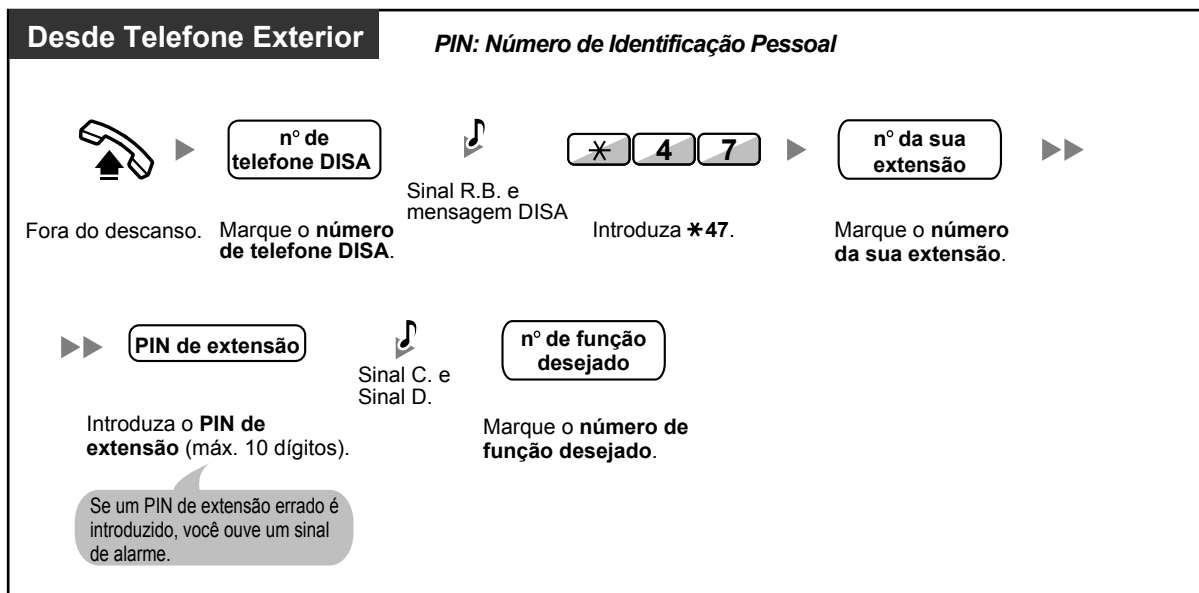 Desde Telefone Exterior
PIN: Número de Identificação Pessoal
n° de
telefone DISA
✳ 4 7
n° da sua
extensão
Sinal R.B. e
mensagem DISA
Fora do descanso.
Marque o número
de telefone DISA.
Introduza ✳47.
Marque o número
da sua extensão.
PIN de extensão
n° de função
desejado
Sinal C. e
Sinal D.
Introduza o PIN de
extensão (máx. 10 dígitos).
Marque o número de
função desejado.
Se um PIN de extensão errado é
introduzido, você ouve um sinal
de alarme.